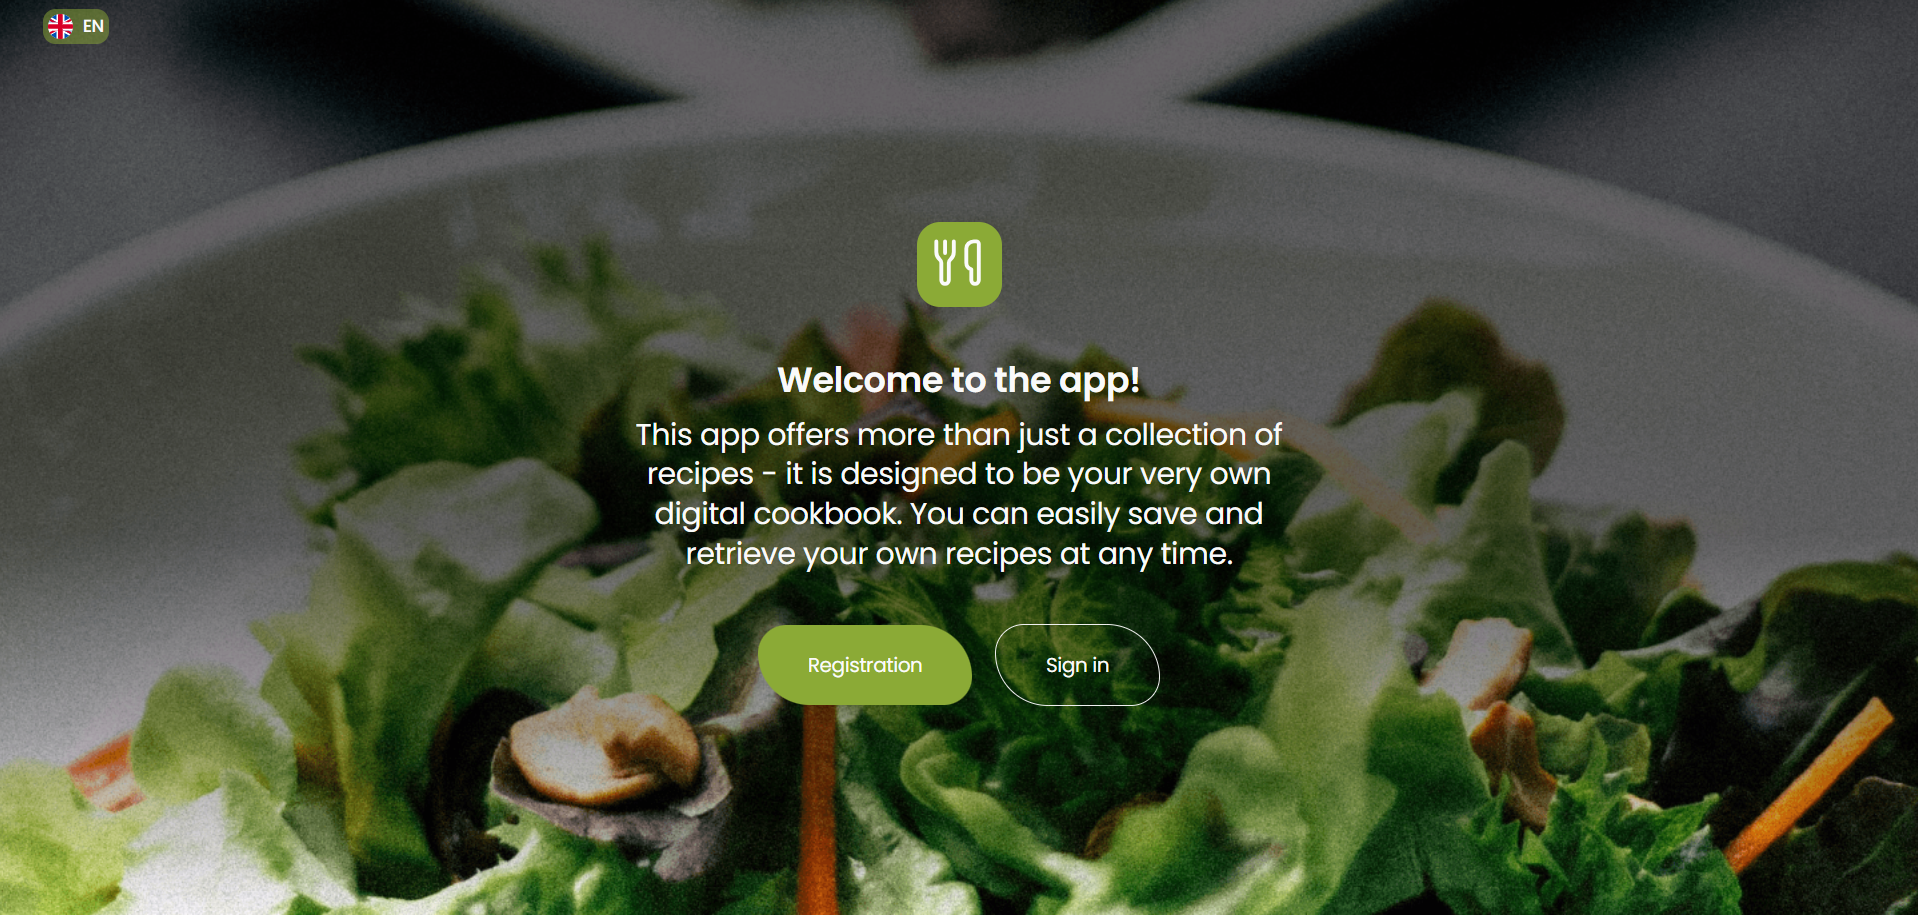 EN
Welcome to the app!
This app offers more than just a collection of
recipes - it is designed to be your very own
digital cookbook. You can easily save and
retrieve your own recipes at any time.
Registration
Sign in